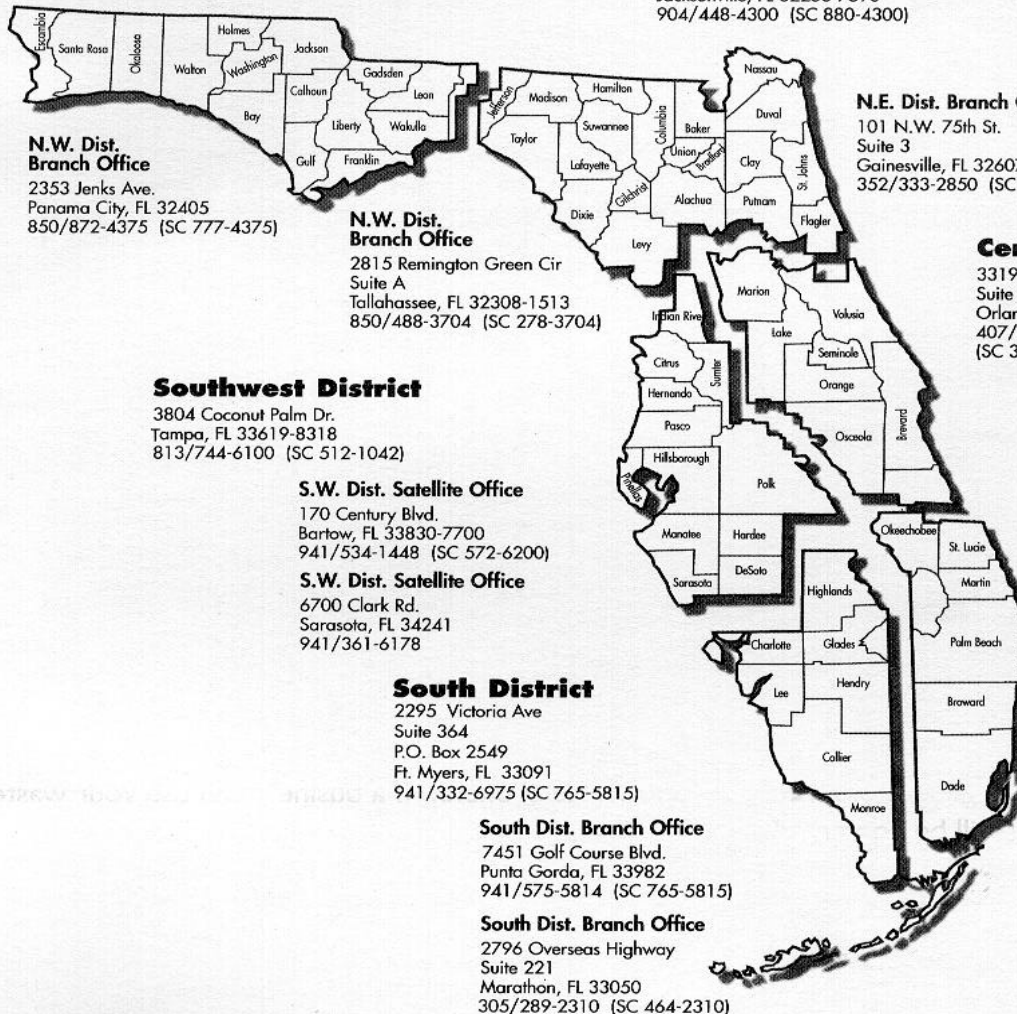 904/448-4300 (SC 880-4300)
Escambia
Santa Rosa
Okaloosa
Walton
Holmes
Washington
Jackson
Bay
Calhoun
Gulf
Liberty
Gadsden
Leon
Wakulla
Franklin
Jefferson
Madison
Taylor
Hamilton
Suwannee
Lafayette
Dixie
Columbia
Gilchrist
Levy
Baker
Union
Bradford
Alachua
Nassau
Duval
Clay
St. Johns
Putnam
Flagler
N.W. Dist.
Branch Office
2353 Jenks Ave.
Panama City, FL 32405
850/872-4375 (SC 777-4375)
N.W. Dist.
Branch Office
2815 Remington Green Cir
Suite A
Tallahassee, FL 32308-1513
850/488-3704 (SC 278-3704)
N.E. Dist. Branch
101 N.W. 75th St.
Suite 3
Gainesville, FL 32607
352/333-2850 (SC
Cen
3319
Suite
Orlan
407/
(SC 3
Marion
Lake
Volusia
Seminole
Orange
Osceola
Brevard
Indian River
Citrus
Sumter
Hernando
Pasco
Hillsborough
Pinellas
Polk
Manatee
Hardee
Sarasota
DeSoto
Southwest District
3804 Coconut Palm Dr.
Tampa, FL 33619-8318
813/744-6100 (SC 512-1042)
S.W. Dist. Satellite Office
170 Century Blvd.
Bartow, FL 33830-7700
941/534-1448 (SC 572-6200)
S.W. Dist. Satellite Office
6700 Clark Rd.
Sarasota, FL 34241
941/361-6178
Okeechobee
St. Lucie
Martin
Palm Beach
Broward
Dade
Highlands
Charlotte
Glades
Lee
Hendry
Collier
Monroe
South District
2295 Victoria Ave
Suite 364
P.O. Box 2549
Ft. Myers, FL 33091
941/332-6975 (SC 765-5815)
South Dist. Branch Office
7451 Golf Course Blvd.
Punta Gorda, FL 33982
941/575-5814 (SC 765-5815)
South Dist. Branch Office
2796 Overseas Highway
Suite 221
Marathon, FL 33050
305/289-2310 (SC 464-2310)